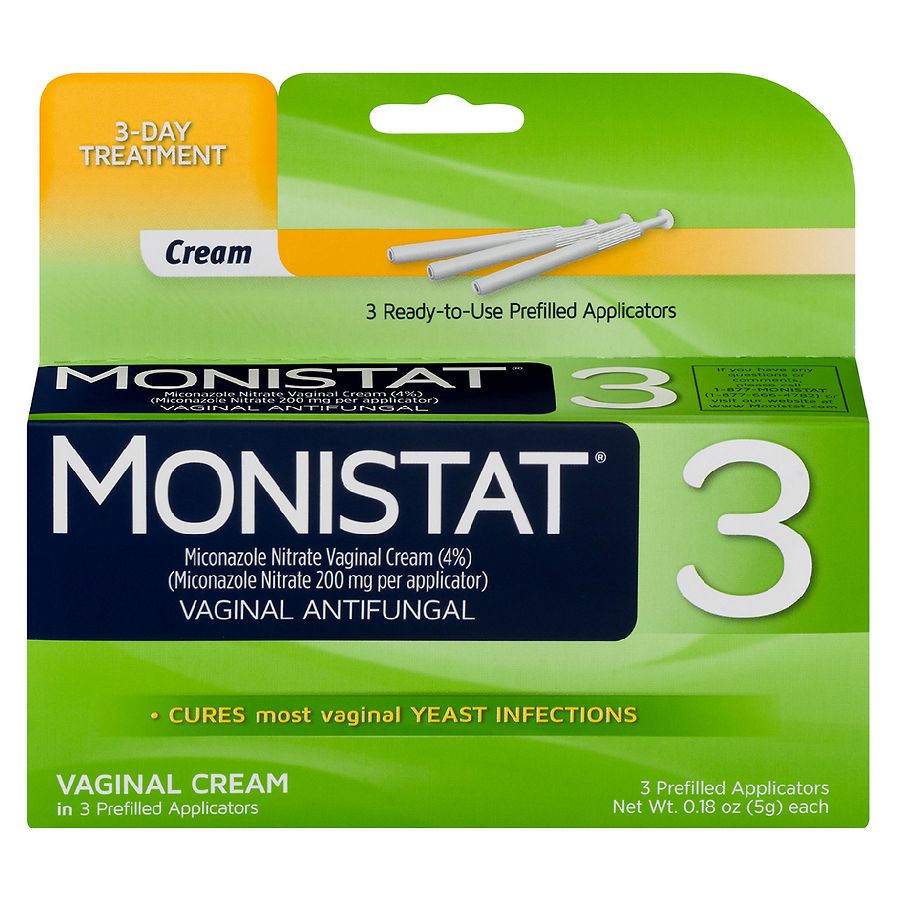 3-DAY
TREATMENT
Cream
3 Ready-to-Use Prefilled Applicators
MONISTAT® 3
Miconazole Nitrate Vaginal Cream (4%)
(Miconazole Nitrate 200 mg per applicator)
VAGINAL ANTIFUNGAL
If you have any
questions or
comments,
please call
1-877-MONISTAT
(1-877-666-4782) or
visit our website at
www.Monistat.com
MONISTAT® 3
Miconazole Nitrate Vaginal Cream (4%)
(Miconazole Nitrate 200 mg per applicator)
VAGINAL ANTIFUNGAL
• CURES most vaginal YEAST INFECTIONS
VAGINAL CREAM
in 3 Prefilled Applicators
3 Prefilled Applicators
Net Wt. 0.18 oz (5g) each